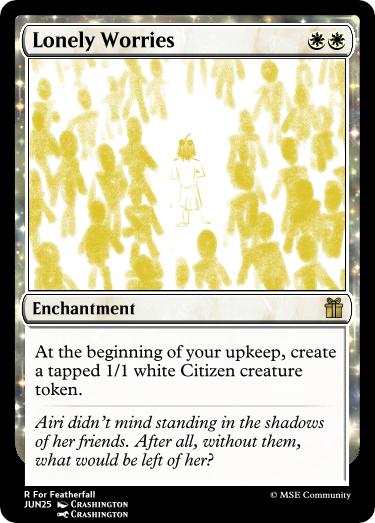 Lonely Worries
Enchantment
At the beginning of your upkeep, create
a tapped 1/1 white Citizen creature
token.
Airi didn't mind standing in the shadows
of her friends. After all, without them,
what would be left of her?
R For Featherfall
JUN25 Crashington
Crashington
© MSE Community